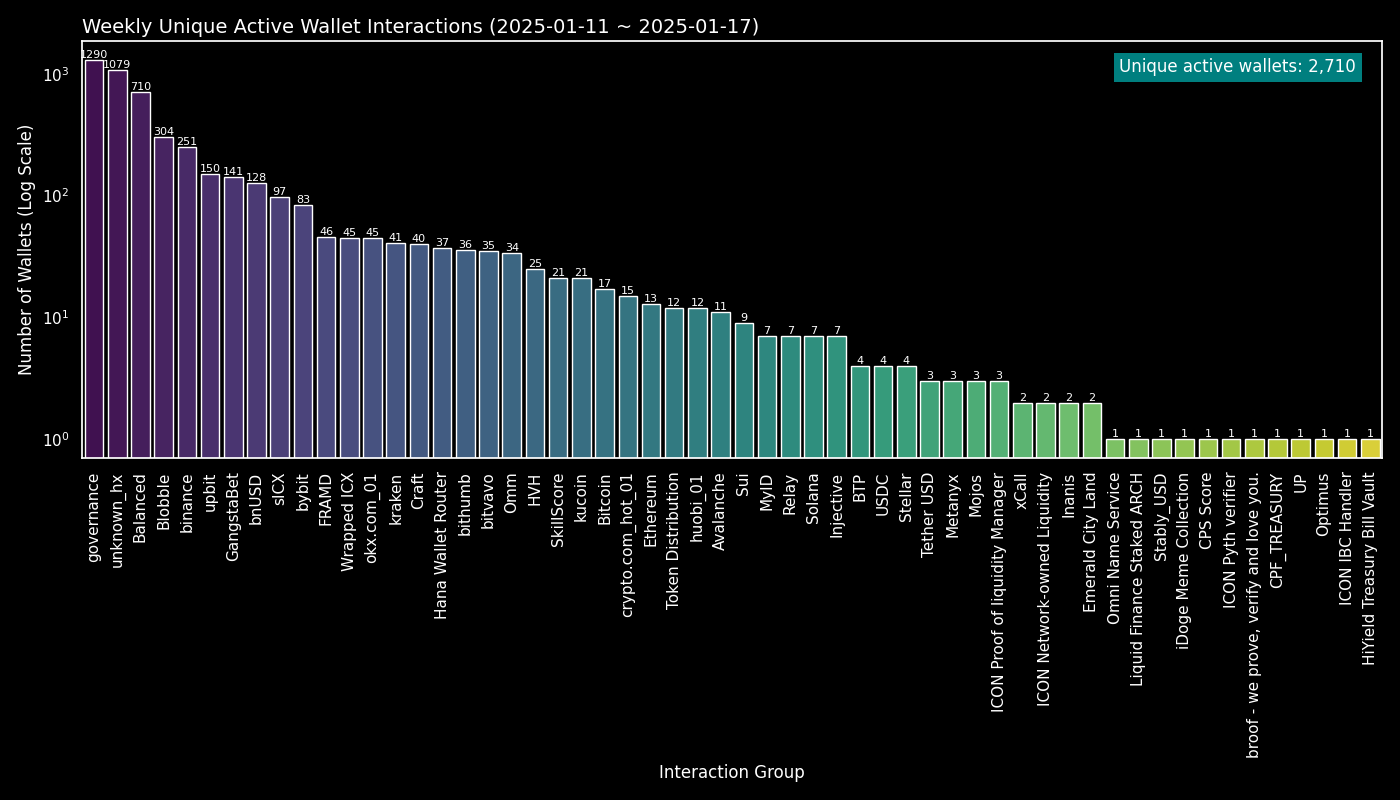 Weekly Unique Active Wallet Interactions (2025-01-11 ~ 2025-01-17)
Unique active wallets: 2,710
Number of Wallets (Log Scale)
10³
10²
10¹
10⁰
1290
1079
710
304
251
150
141
128
97
83
46
45
45
41
40
37
36
35
34
25
21
21
17
15
13
12
12
11
9
7
7
7
7
4
4
4
3
3
3
3
2
2
2
2
1
1
1
1
1
1
1
1
1
1
1
1
governance
unknown_hx
Balanced
Blobble
binance
upbit
GangstaBet
bnUSD
sICX
bybit
FRAMD
Wrapped ICX
okx.com_01
kraken
Craft
Hana Wallet Router
bithumb
bitvavo
Omm
HVH
SkillScore
kucoin
Bitcoin
crypto.com_hot_01
Ethereum
Token Distribution
huobi_01
Avalanche
Sui
MyID
Relay
Solana
Injective
BTP
USDC
Stellar
Tether USD
Metanyx
Mojos
ICON Proof of liquidity Manager
xCall
ICON Network-owned Liquidity
Inanis
Emerald City Land
Omni Name Service
Liquid Finance Staked ARCH
Stably_USD
iDoge Meme Collection
CPS Score
ICON Pyth verifier
broof - we prove, verify and love you.
CPF_TREASURY
UP
Optimus
ICON IBC Handler
HiYield Treasury Bill Vault
Interaction Group